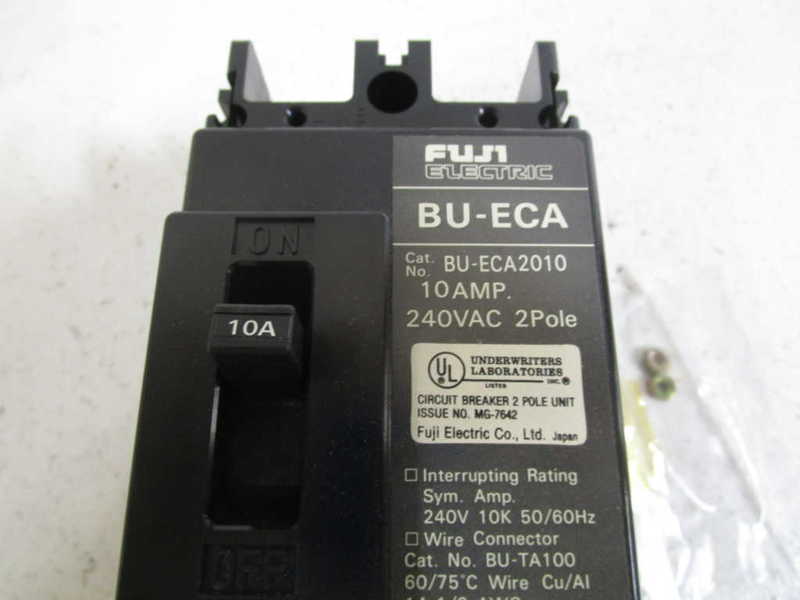 FUJI
ELECTRIC
BU-ECA
Cat. No. BU-ECA2010
10AMP.
240VAC 2Pole
UL UNDERWRITERS
LABORATORIES
LISTED INC.®
CIRCUIT BREAKER 2 POLE UNIT
ISSUE NO. MG-7642
Fuji Electric Co., Ltd. Japan
□ Interrupting Rating
Sym. Amp.
240V 10K 50/60Hz
□ Wire Connector
Cat. No. BU-TA100
60/75°C Wire Cu/Al
ON
10A
OFF